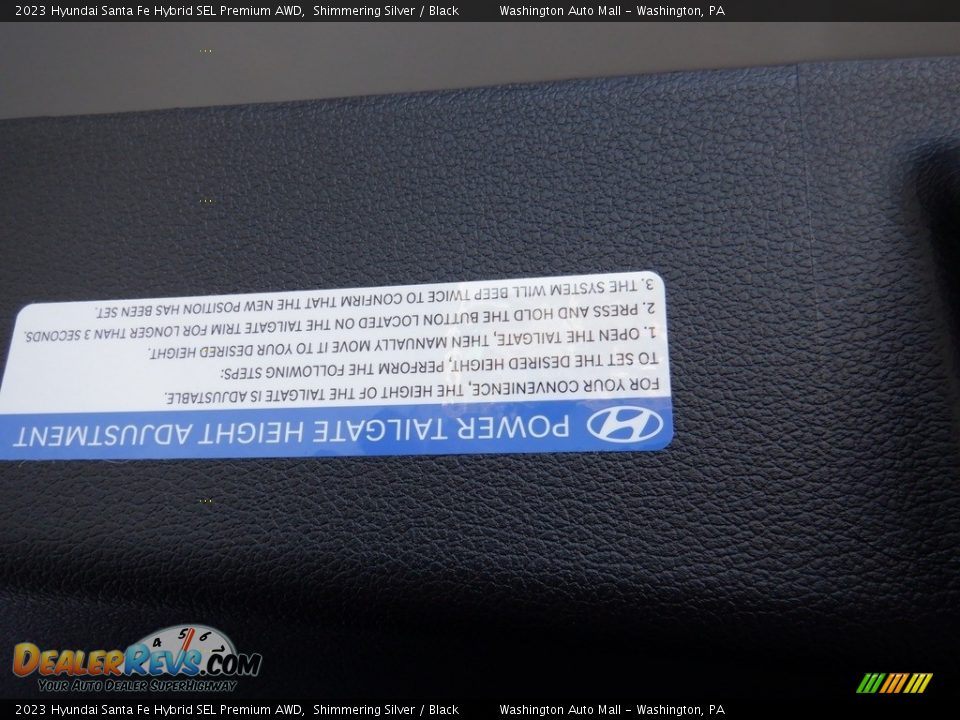 2023 Hyundai Santa Fe Hybrid SEL Premium AWD,  Shimmering Silver / Black     Washington Auto Mall - Washington, PA
POWER TAILGATE HEIGHT ADJUSTMENT
FOR YOUR CONVENIENCE, THE HEIGHT OF THE TAILGATE IS ADJUSTABLE.
TO SET TO THE DESIRED HEIGHT, PERFORM THE FOLLOWING STEPS:
1. OPEN THE TAILGATE, THEN MANUALLY MOVE IT TO YOUR DESIRED HEIGHT.
2. PRESS AND HOLD THE BUTTON LOCATED ON THE TAILGATE TRIM FOR LONGER THAN 3 SECONDS.
3. THE SYSTEM WILL BEEP TWICE TO CONFIRM THAT THE NEW POSITION HAS BEEN SET.
4 5 6 7
DEALERREVS.COM
YOUR AUTO DEALER SUPERHIGHWAY
2023 Hyundai Santa Fe Hybrid SEL Premium AWD,  Shimmering Silver / Black     Washington Auto Mall - Washington, PA